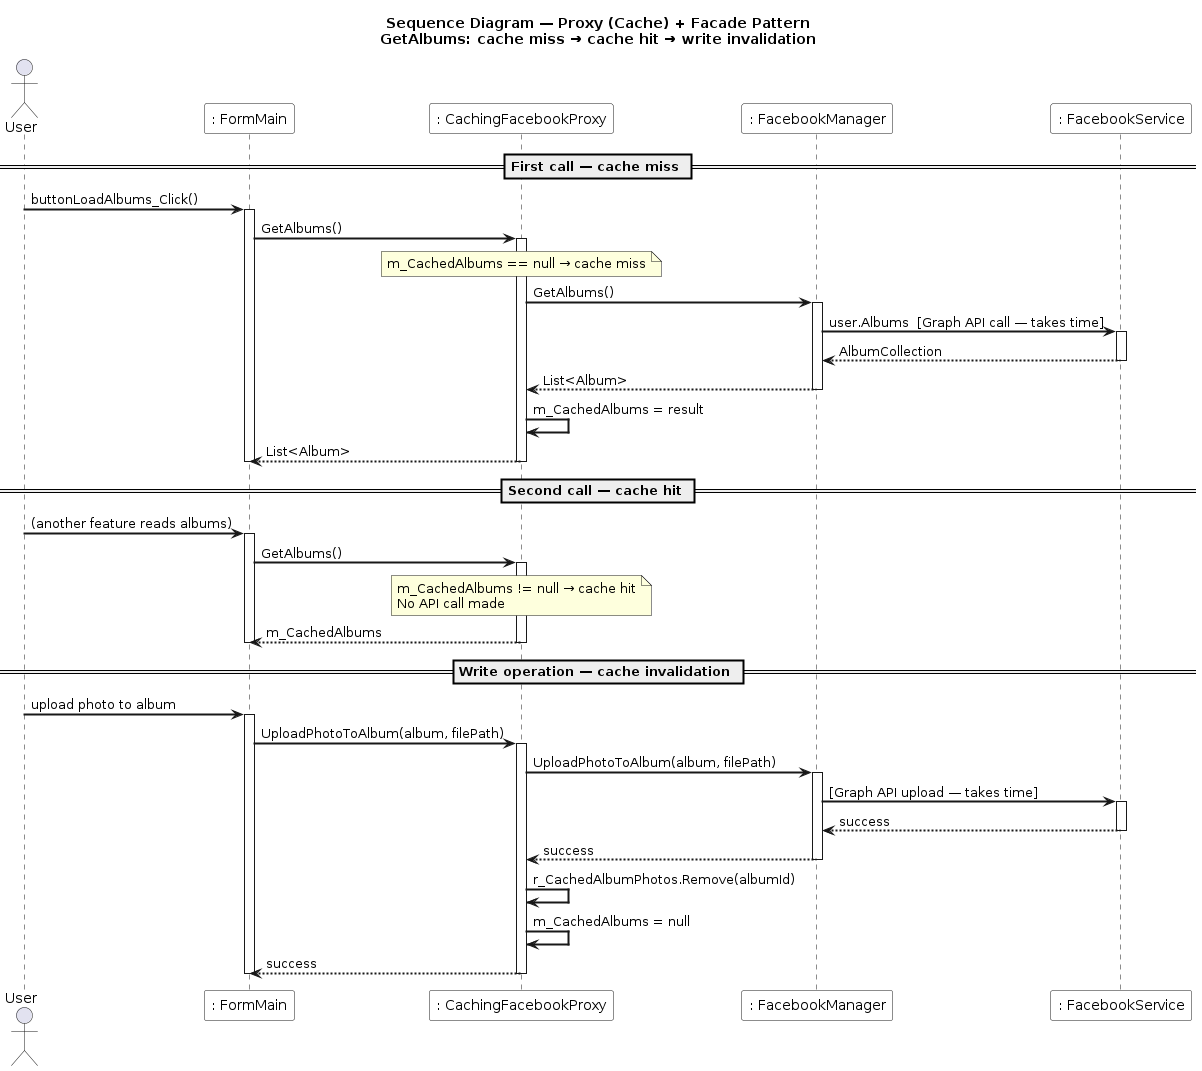 Sequence Diagram — Proxy (Cache) + Facade Pattern
GetAlbums: cache miss → cache hit → write invalidation
User
: FormMain
: CachingFacebookProxy
: FacebookManager
: FacebookService
First call — cache miss
buttonLoadAlbums_Click()
GetAlbums()
m_CachedAlbums == null → cache miss
GetAlbums()
user.Albums  [Graph API call — takes time]
AlbumCollection
List<Album>
m_CachedAlbums = result
List<Album>
Second call — cache hit
(another feature reads albums)
GetAlbums()
m_CachedAlbums != null → cache hit
No API call made
m_CachedAlbums
Write operation — cache invalidation
upload photo to album
UploadPhotoToAlbum(album, filePath)
UploadPhotoToAlbum(album, filePath)
[Graph API upload — takes time]
success
success
r_CachedAlbumPhotos.Remove(albumId)
m_CachedAlbums = null
success
User
: FormMain
: CachingFacebookProxy
: FacebookManager
: FacebookService